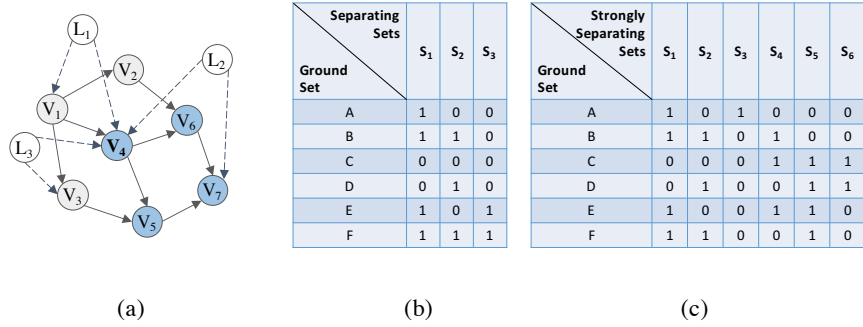 L1
L2
L3
V1
V2
V3
V4
V5
V6
V7
Separating Sets
Ground Set
S1 S2 S3
A 1 0 0
B 1 1 0
C 0 0 0
D 0 1 0
E 1 0 1
F 1 1 1
Strongly Separating Sets
Ground Set
S1 S2 S3 S4 S5 S6
A 1 0 1 0 0 0
B 1 1 0 1 0 0
C 0 0 0 1 1 1
D 0 1 0 0 1 1
E 1 0 0 1 1 0
F 1 1 0 0 1 0
(a) (b) (c)